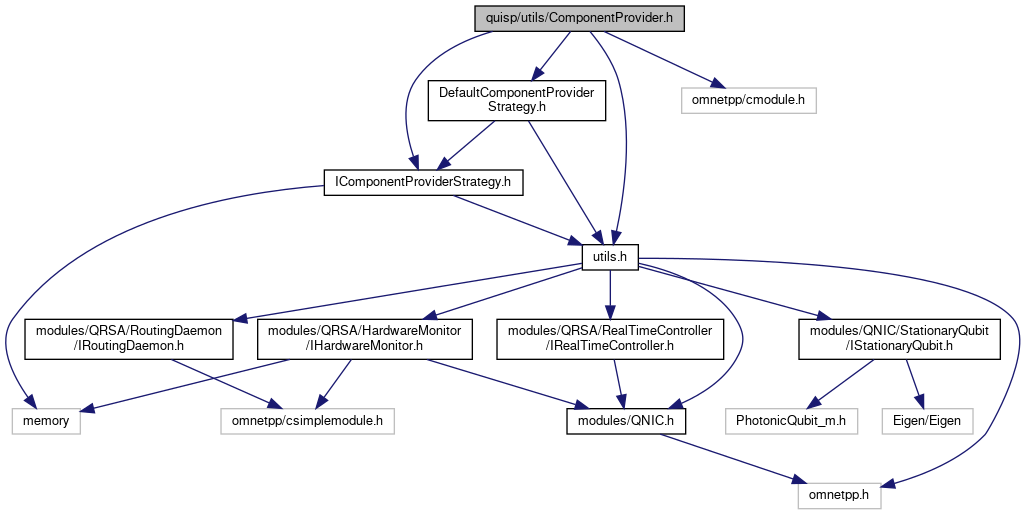 quisp/utils/ComponentProvider.h
DefaultComponentProvider
Strategy.h
omnetpp/cmodule.h
IComponentProviderStrategy.h
utils.h
modules/QRSA/RoutingDaemon
/IRoutingDaemon.h
modules/QRSA/HardwareMonitor
/IHardwareMonitor.h
modules/QRSA/RealTimeController
/IRealTimeController.h
modules/QNIC/StationaryQubit
/IStationaryQubit.h
memory
omnetpp/csimplemodule.h
modules/QNIC.h
PhotonicQubit_m.h
Eigen/Eigen
omnetpp.h